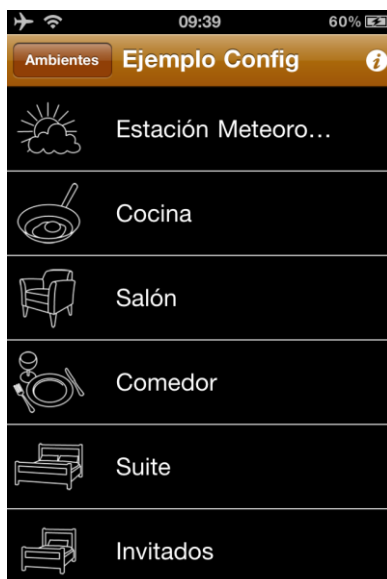 09:39
60%
Ambientes
Ejemplo Config
i
Estación Meteoro...
Cocina
Salón
Comedor
Suite
Invitados